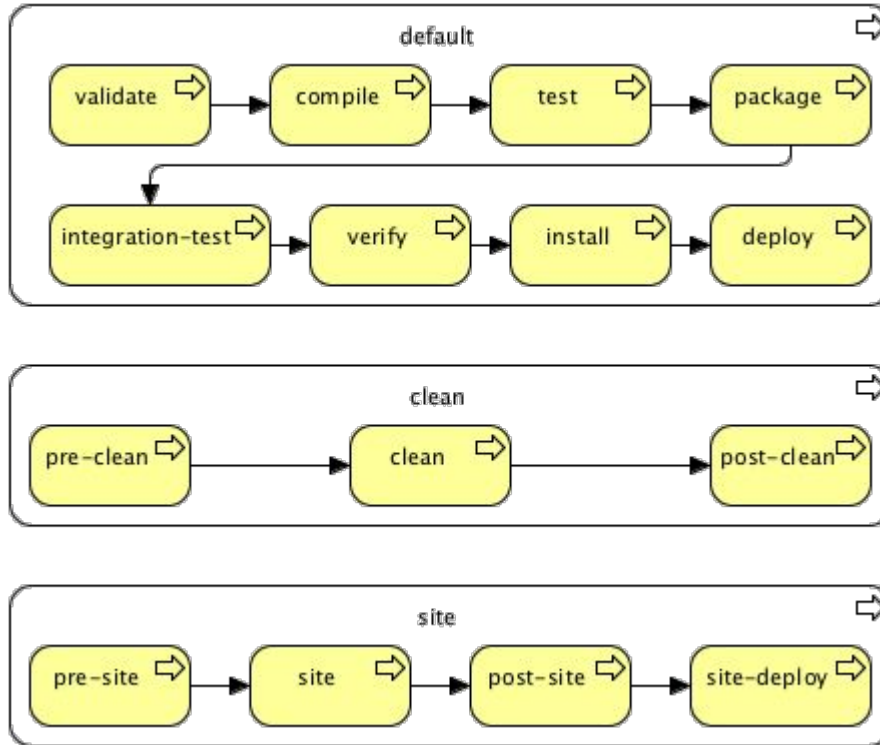 default
validate
compile
test
package
integration-test
verify
install
deploy
clean
pre-clean
clean
post-clean
site
pre-site
site
post-site
site-deploy